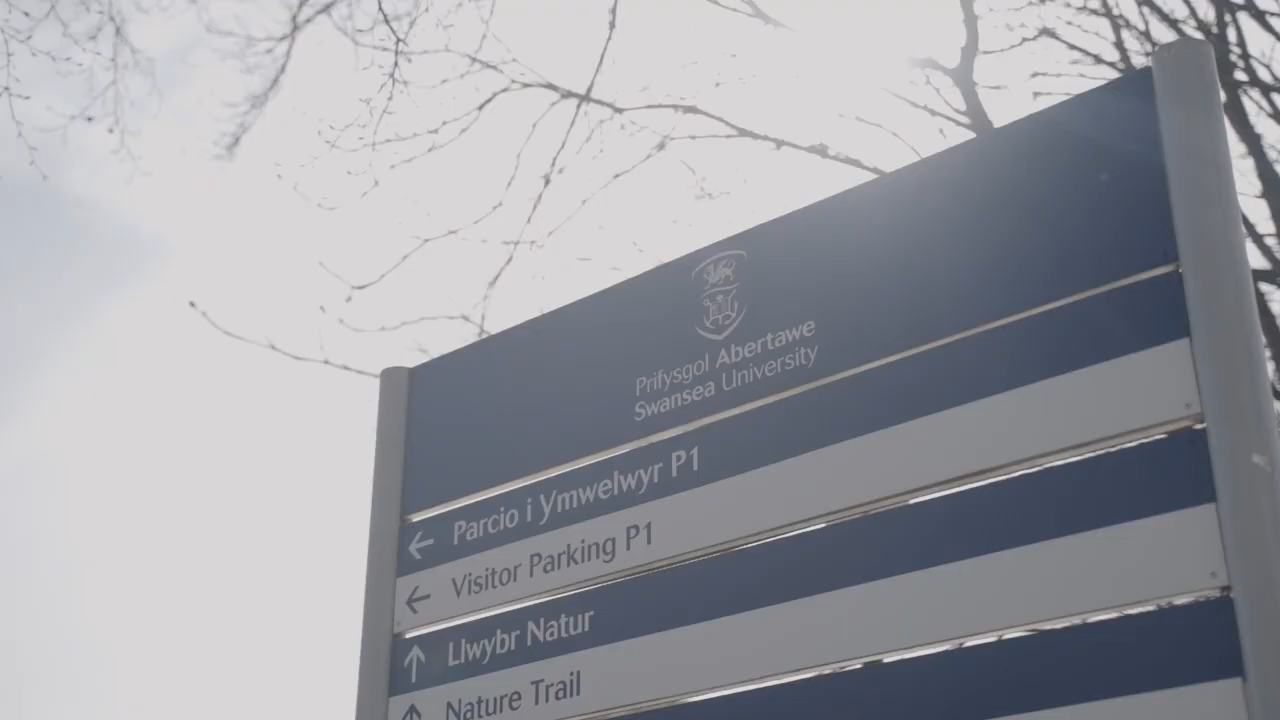 Prifysgol Abertawe
Swansea University
← Parcio i Ymwelwyr P1
← Visitor Parking P1
↑ Llwybr Natur
↑ Nature Trail